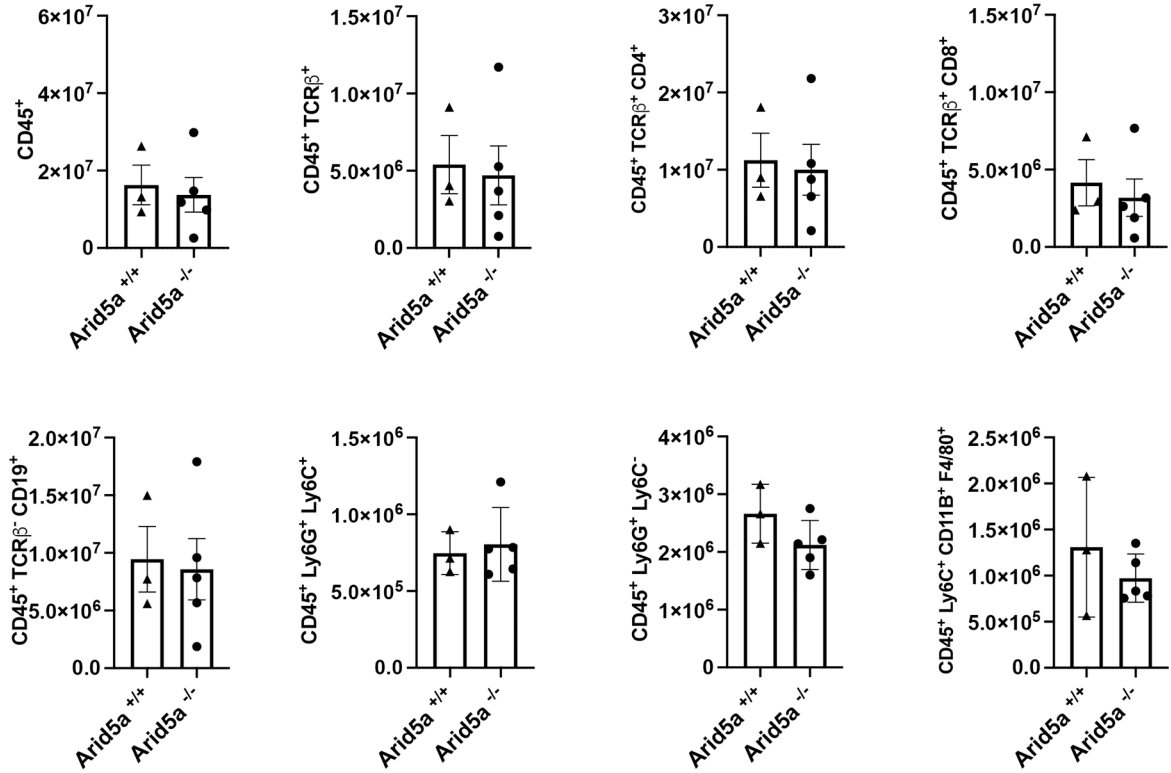 CD45⁺
6×10⁷
4×10⁷
2×10⁷
0
Arid5a ⁺/⁺
Arid5a ⁻/⁻
CD45⁺ TCRβ⁺
1.5×10⁷
1.0×10⁷
5.0×10⁶
0.0
Arid5a ⁺/⁺
Arid5a ⁻/⁻
CD45⁺ TCRβ⁺ CD4⁺
3×10⁷
2×10⁷
1×10⁷
0
Arid5a ⁺/⁺
Arid5a ⁻/⁻
CD45⁺ TCRβ⁺ CD8⁺
1.5×10⁷
1.0×10⁷
5.0×10⁶
0.0
Arid5a ⁺/⁺
Arid5a ⁻/⁻
CD45⁺ TCRβ⁻ CD19⁺
2.0×10⁷
1.5×10⁷
1.0×10⁷
5.0×10⁶
0.0
Arid5a ⁺/⁺
Arid5a ⁻/⁻
CD45⁺ Ly6G⁺ Ly6C⁺
1.5×10⁶
1.0×10⁶
5.0×10⁵
0.0
Arid5a ⁺/⁺
Arid5a ⁻/⁻
CD45⁺ Ly6G⁺ Ly6C⁻
4×10⁶
3×10⁶
2×10⁶
1×10⁶
0
Arid5a ⁺/⁺
Arid5a ⁻/⁻
CD45⁺ Ly6C⁺ CD11B⁺ F4/80⁺
2.5×10⁶
2.0×10⁶
1.5×10⁶
1.0×10⁶
5.0×10⁵
0.0
Arid5a ⁺/⁺
Arid5a ⁻/⁻